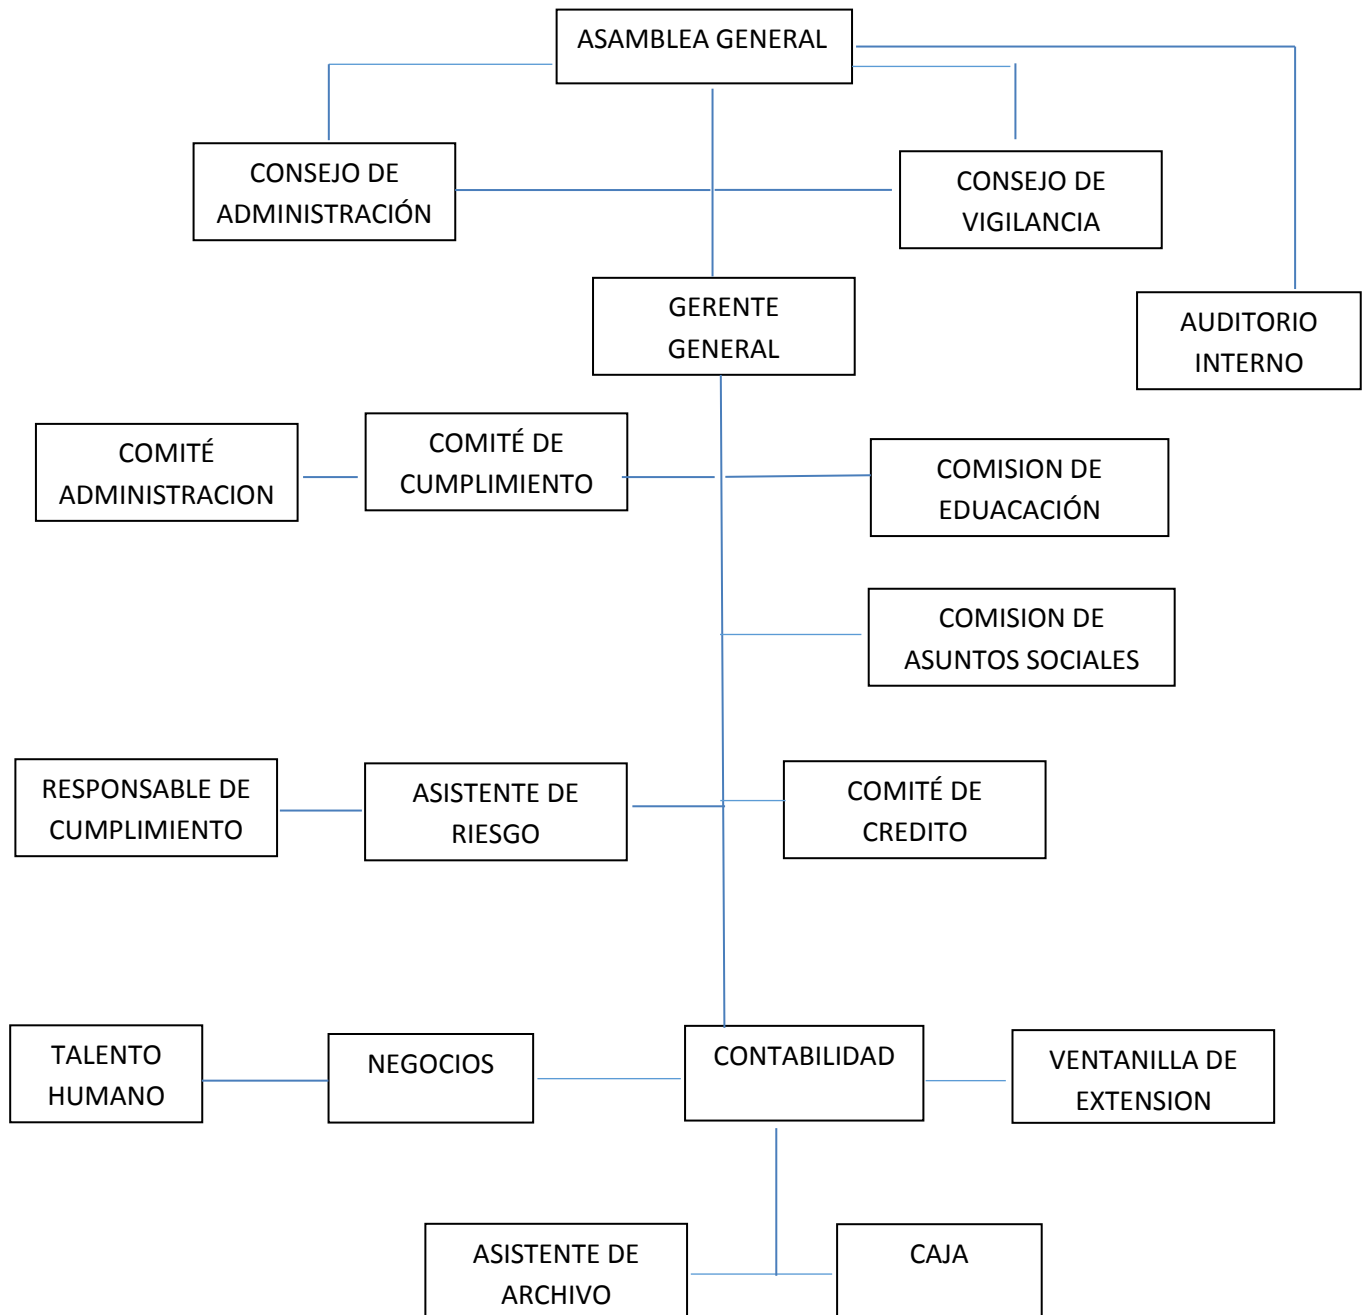 ASAMBLEA GENERAL
CONSEJO DE
ADMINISTRACIÓN
CONSEJO DE
VIGILANCIA
GERENTE
GENERAL
AUDITORIO
INTERNO
COMITÉ
ADMINISTRACION
COMITÉ DE
CUMPLIMIENTO
COMISION DE
EDUACACIÓN
COMISION DE
ASUNTOS SOCIALES
RESPONSABLE DE
CUMPLIMIENTO
ASISTENTE DE
RIESGO
COMITÉ DE
CREDITO
TALENTO
HUMANO
NEGOCIOS
CONTABILIDAD
VENTANILLA DE
EXTENSION
ASISTENTE DE
ARCHIVO
CAJA